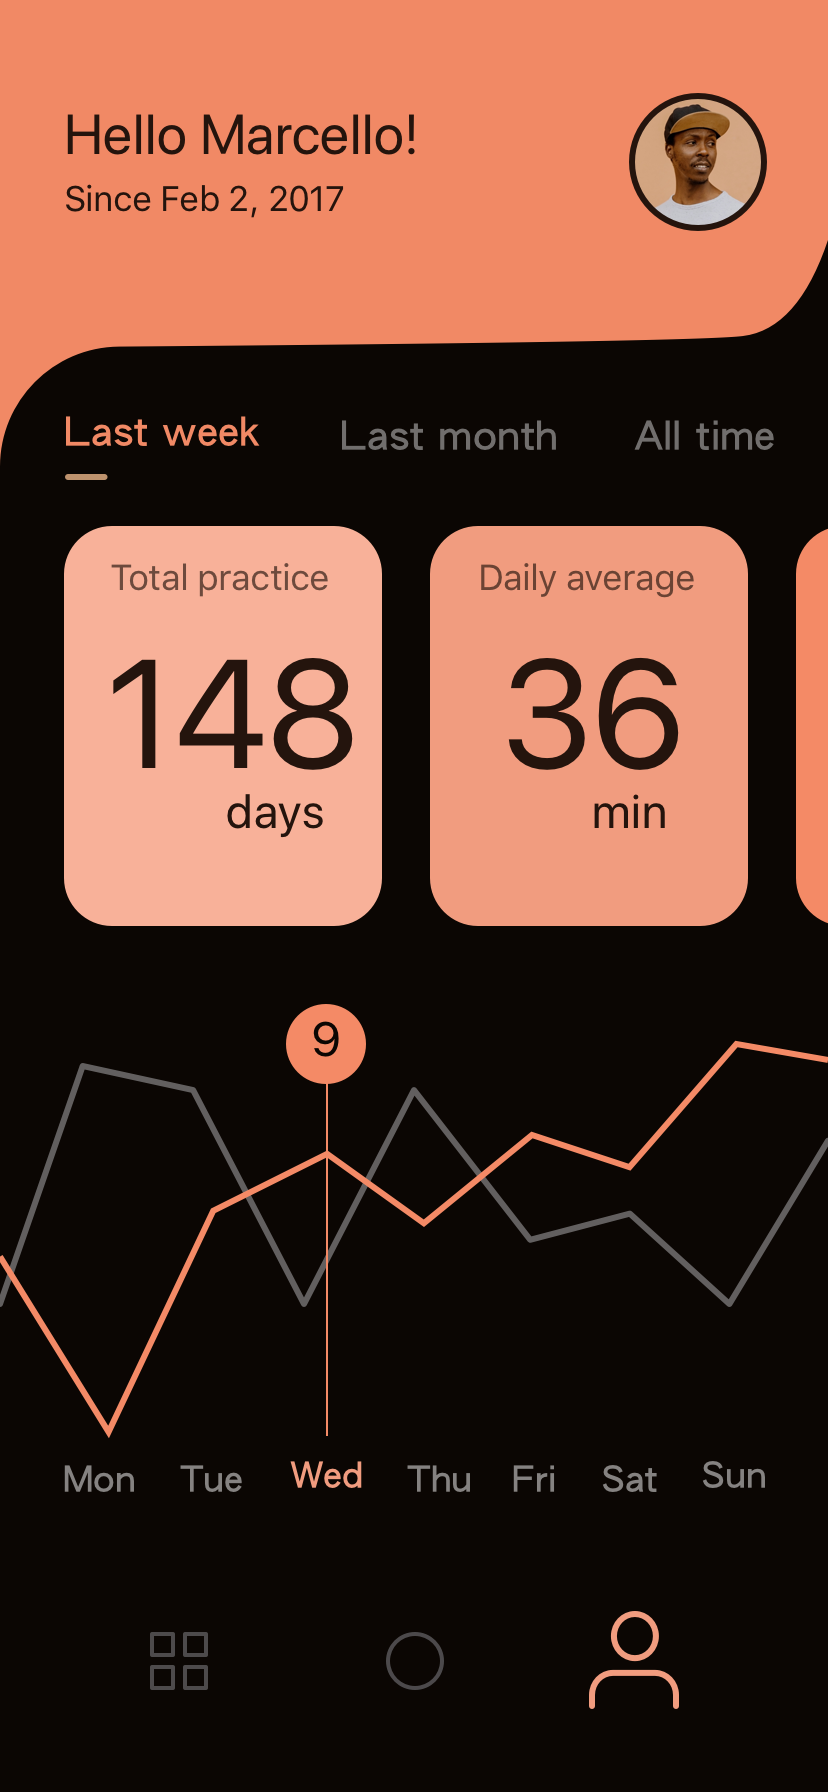 Hello Marcello!
Since Feb 2, 2017
Last week
Last month
All time
Total practice
148
days
Daily average
36
min
9
Mon
Tue
Wed
Thu
Fri
Sat
Sun